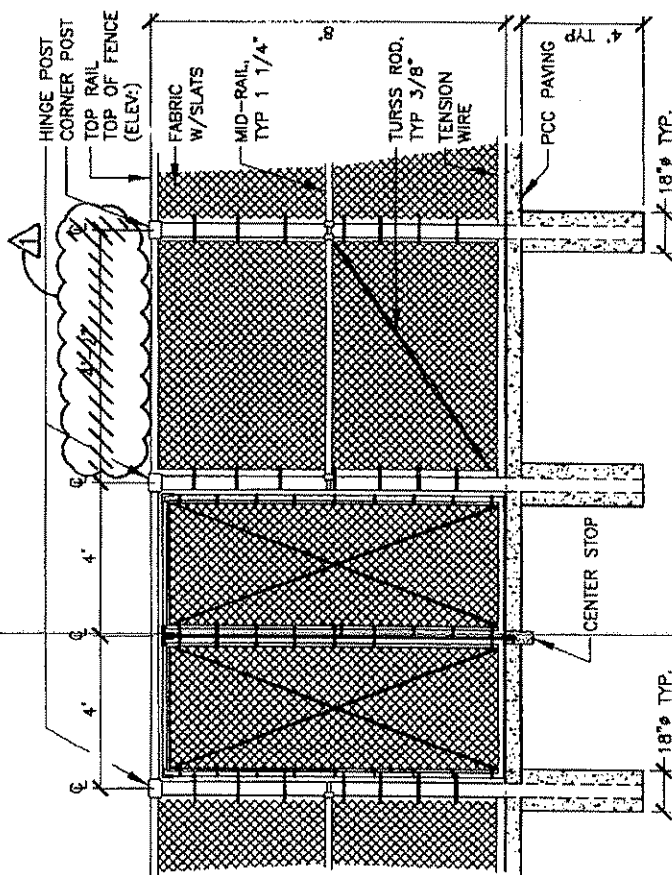 HINGE POST
CORNER POST
TOP RAIL
TOP OF FENCE
(ELEV:)
FABRIC
W/SLATS
MID-RAIL,
TYP 1 1/4"
TURSS ROD,
TYP 3/8"
TENSION
WIRE
PCC PAVING
1
8'
4' TYP
℄
4'
℄
4'
℄
℄
CENTER STOP
18"ø TYP.
18"ø TYP.